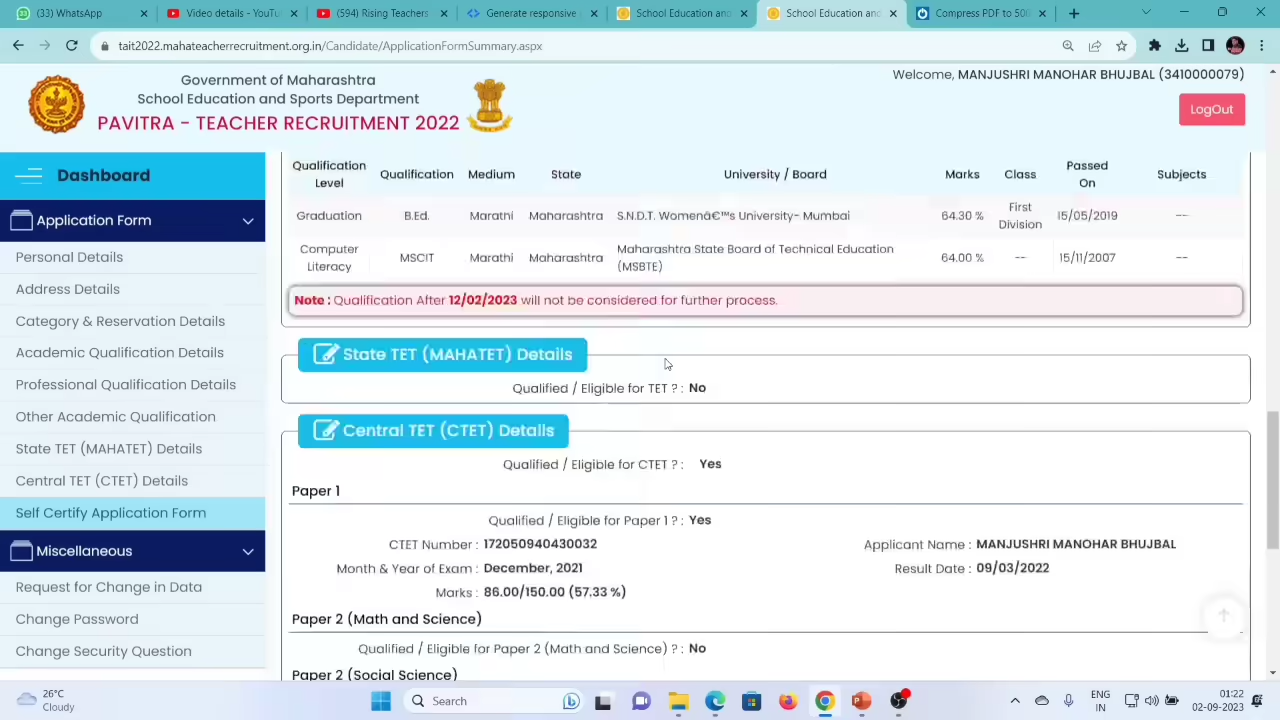 (33) WhatsApp
Video details - YouT
(594) Rising Teachers
Generate responsive
School Education and
School Education and
Compress PDF to 50
tait2022.mahateacherrecruitment.org.in/Candidate/ApplicationFormSummary.aspx
Government of Maharashtra
School Education and Sports Department
PAVITRA - TEACHER RECRUITMENT 2022
Welcome, MANJUSHRI MANOHAR BHUJBAL (3410000079)
LogOut
Dashboard
Application Form
Personal Details
Address Details
Category & Reservation Details
Academic Qualification Details
Professional Qualification Details
Other Academic Qualification
State TET (MAHATET) Details
Central TET (CTET) Details
Self Certify Application Form
Miscellaneous
Request for Change in Data
Change Password
Change Security Question
Qualification Level Qualification Medium State University / Board Marks Class Passed On Subjects
Graduation B.Ed. Marathi Maharashtra S.N.D.T. Womenâ€™s University- Mumbai 64.30 % First Division 15/05/2019 --
Computer Literacy MSCIT Marathi Maharashtra Maharashtra State Board of Technical Education (MSBTE) 64.00 % -- 15/11/2007 --
Note : Qualification After 12/02/2023 will not be considered for further process.
State TET (MAHATET) Details
Qualified / Eligible for TET ? : No
Central TET (CTET) Details
Qualified / Eligible for CTET ? : Yes
Paper 1
Qualified / Eligible for Paper 1 ? : Yes
CTET Number : 172050940430032 Applicant Name : MANJUSHRI MANOHAR BHUJBAL
Month & Year of Exam : December, 2021 Result Date : 09/03/2022
Marks : 86.00/150.00 (57.33 %)
Paper 2 (Math and Science)
Qualified / Eligible for Paper 2 (Math and Science) ? : No
Paper 2 (Social Science)
26°C
Cloudy
Search
ENG
IN
01:22
02-09-2023